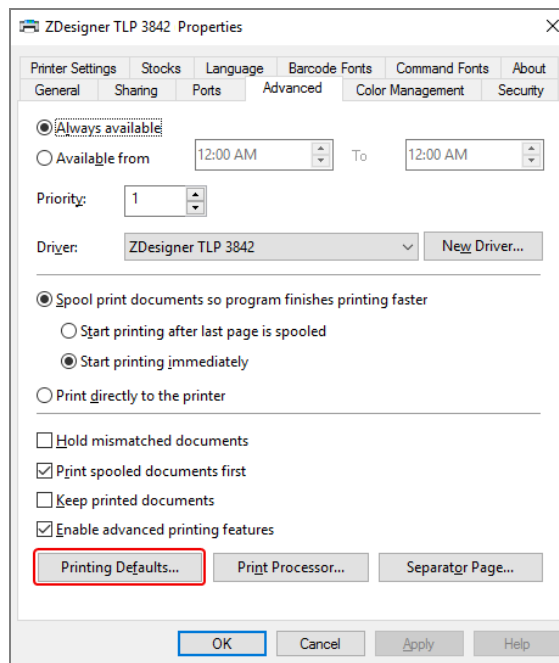 ZDesigner TLP 3842 Properties
Printer Settings Stocks Language Barcode Fonts Command Fonts About
General Sharing Ports Advanced Color Management Security
Always available
Available from 12:00 AM To 12:00 AM
Priority: 1
Driver: ZDesigner TLP 3842 New Driver...
Spool print documents so program finishes printing faster
Start printing after last page is spooled
Start printing immediately
Print directly to the printer
Hold mismatched documents
Print spooled documents first
Keep printed documents
Enable advanced printing features
Printing Defaults... Print Processor... Separator Page...
OK Cancel Apply Help